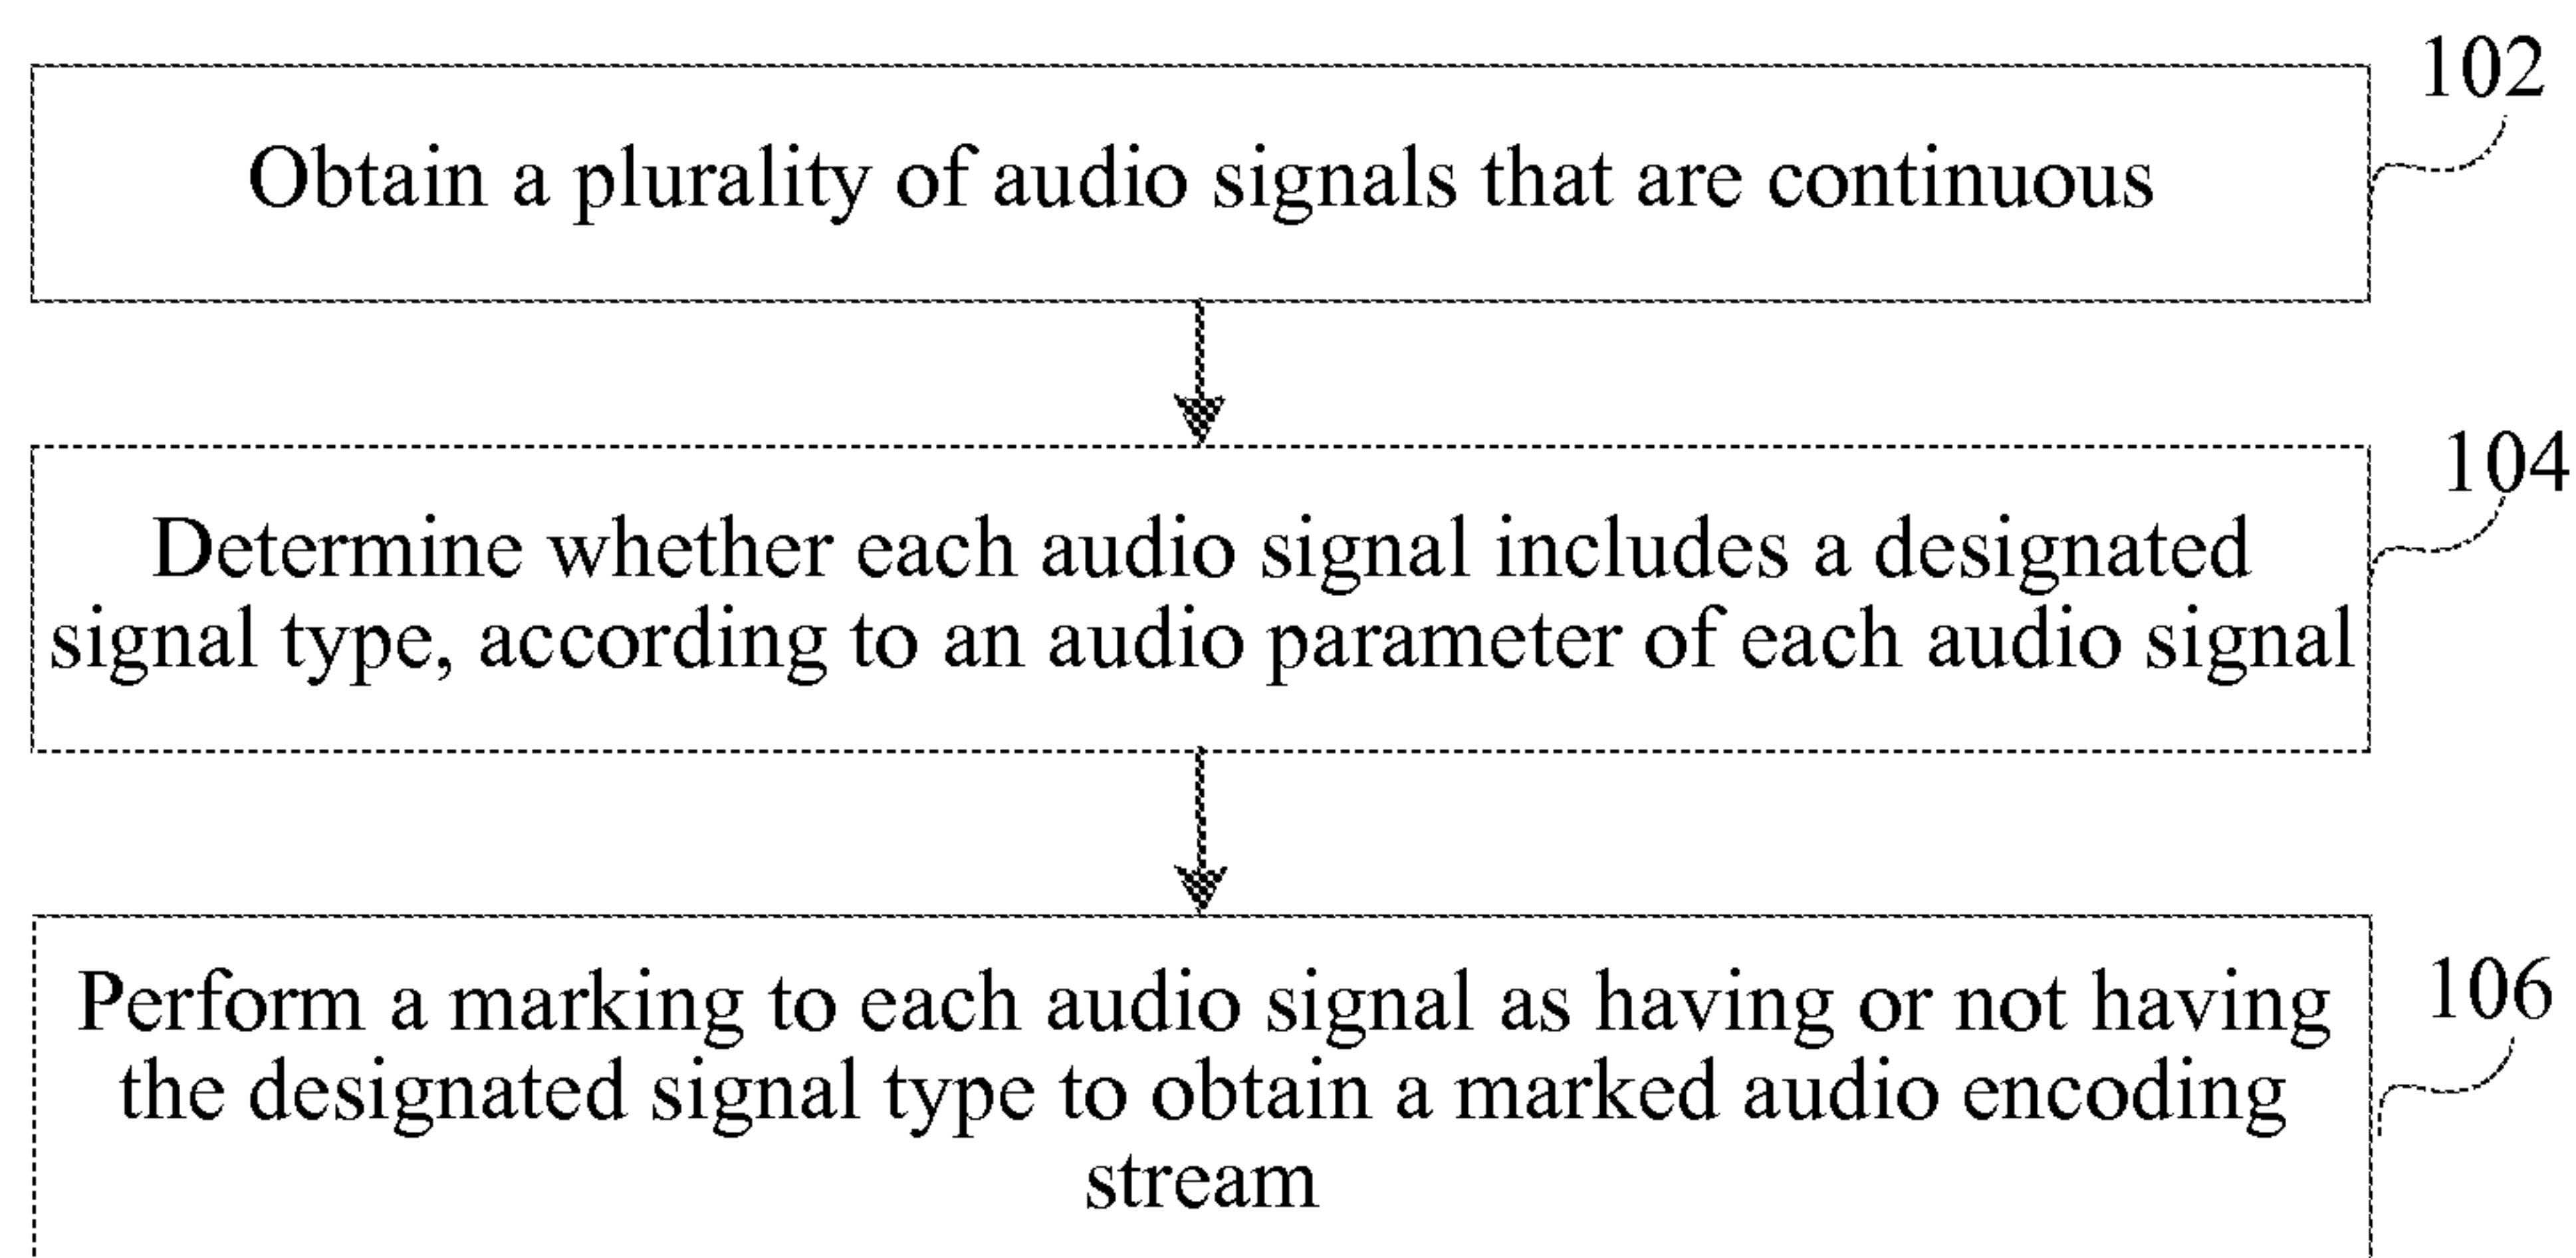 102
Obtain a plurality of audio signals that are continuous
104
Determine whether each audio signal includes a designated
signal type, according to an audio parameter of each audio signal
106
Perform a marking to each audio signal as having or not having
the designated signal type to obtain a marked audio encoding
stream